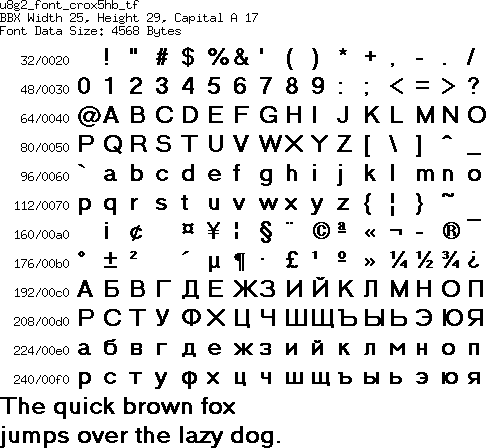 u8g2_font_crox5hb_tf
BBX Width 25, Height 29, Capital A 17
Font Data Size: 4568 Bytes
32/0020 ! " # $ % & ' ( ) * + , - . /
48/0030 0 1 2 3 4 5 6 7 8 9 : ; < = > ?
64/0040 @ A B C D E F G H I J K L M N O
80/0050 P Q R S T U V W X Y Z [ \ ] ^ _
96/0060 ` a b c d e f g h i j k l m n o
112/0070 p q r s t u v w x y z { ¦ } ~ _
160/00a0 ¡ ¢ ¤ ¥ ¦ § ¨ © ª « ¬ - ®
176/00b0 ° ± ² ´ µ ¶ · £ ¹ º » ¼ ½ ¾ ¿
192/00c0 А Б В Г Д Е Ж З И Й К Л М Н О П
208/00d0 Р С Т У Ф Х Ц Ч Ш Щ Ъ Ы Ь Э Ю Я
224/00e0 а б в г д е ж з и й к л м н о п
240/00f0 р с т у ф х ц ч ш щ ъ ы ь э ю я
The quick brown fox
jumps over the lazy dog.